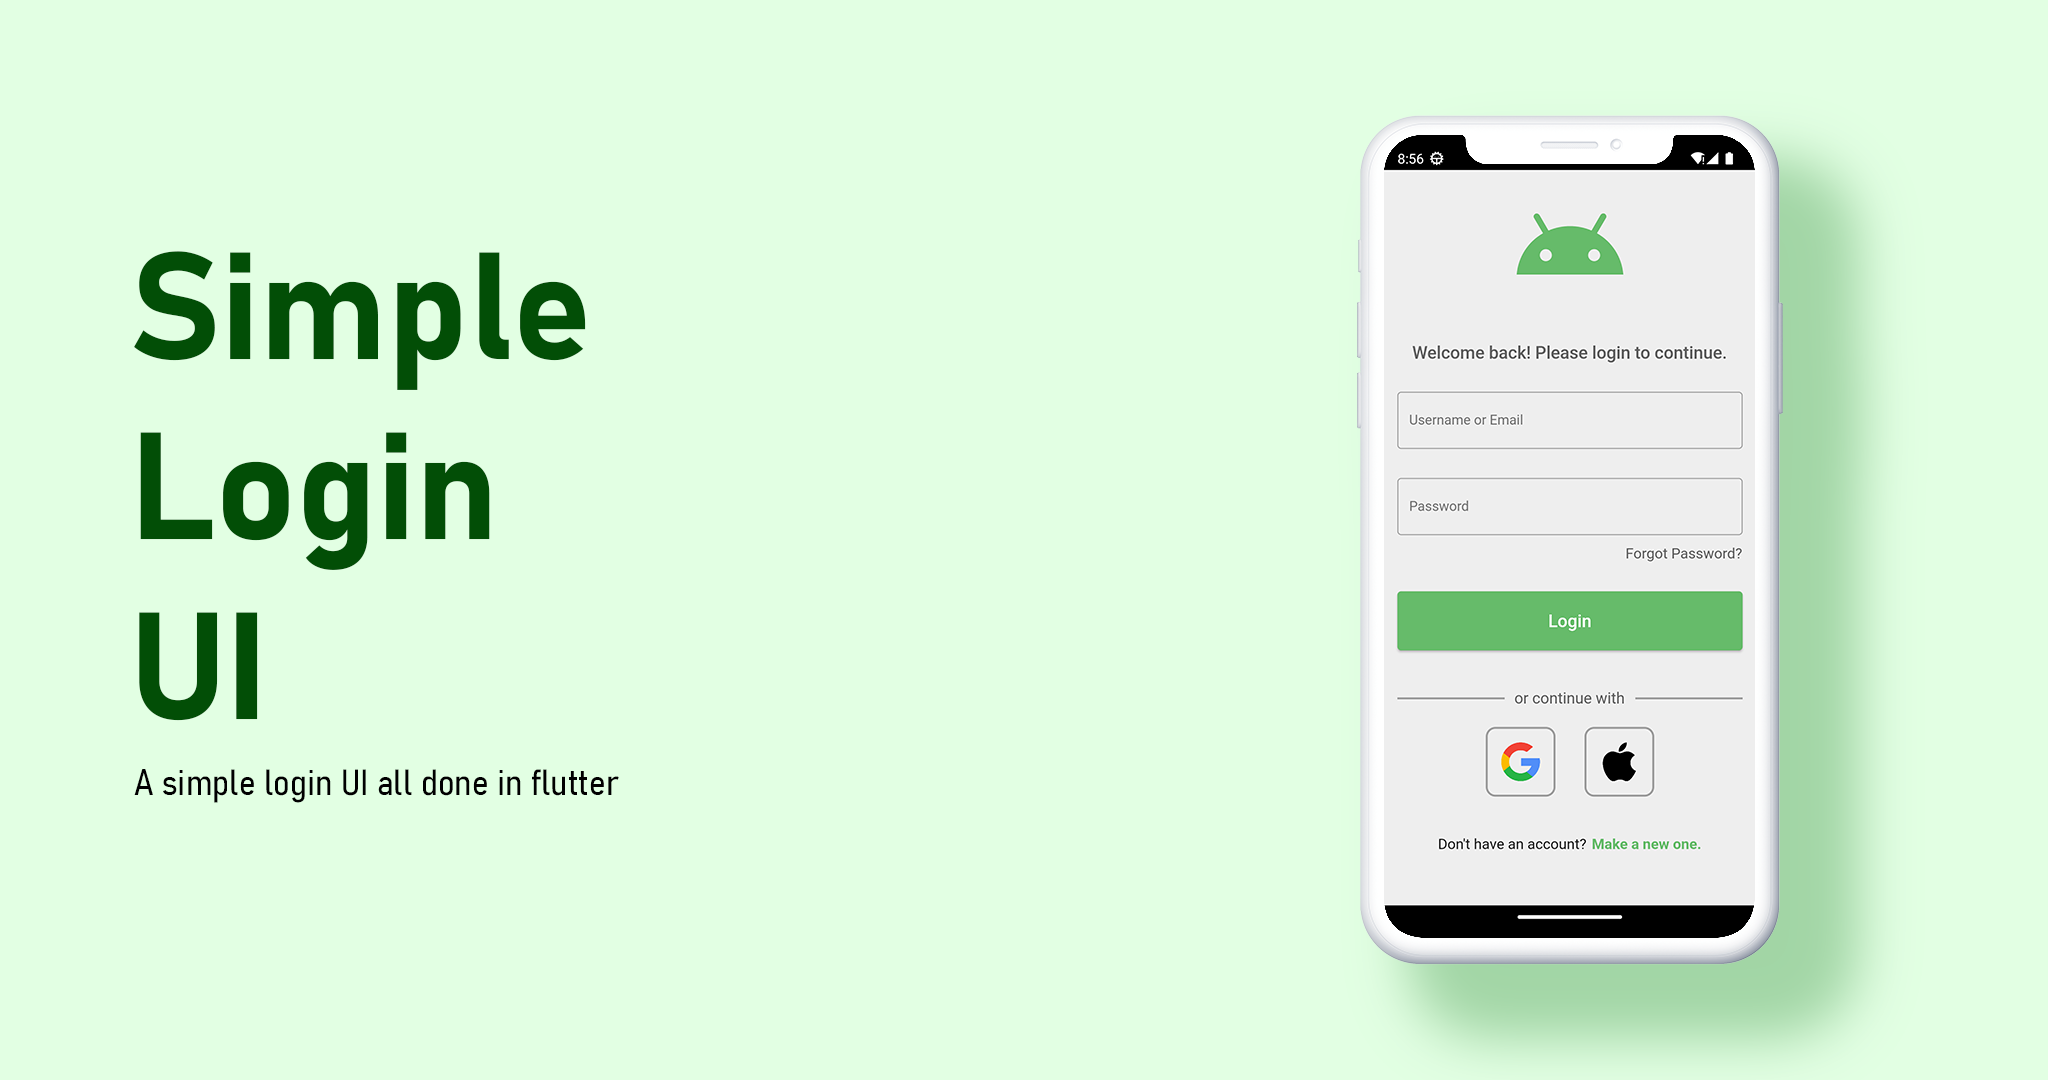 Simple
Login
UI
A simple login UI all done in flutter
8:56
Welcome back! Please login to continue.
Username or Email
Password
Forgot Password?
Login
or continue with
Don't have an account? Make a new one.